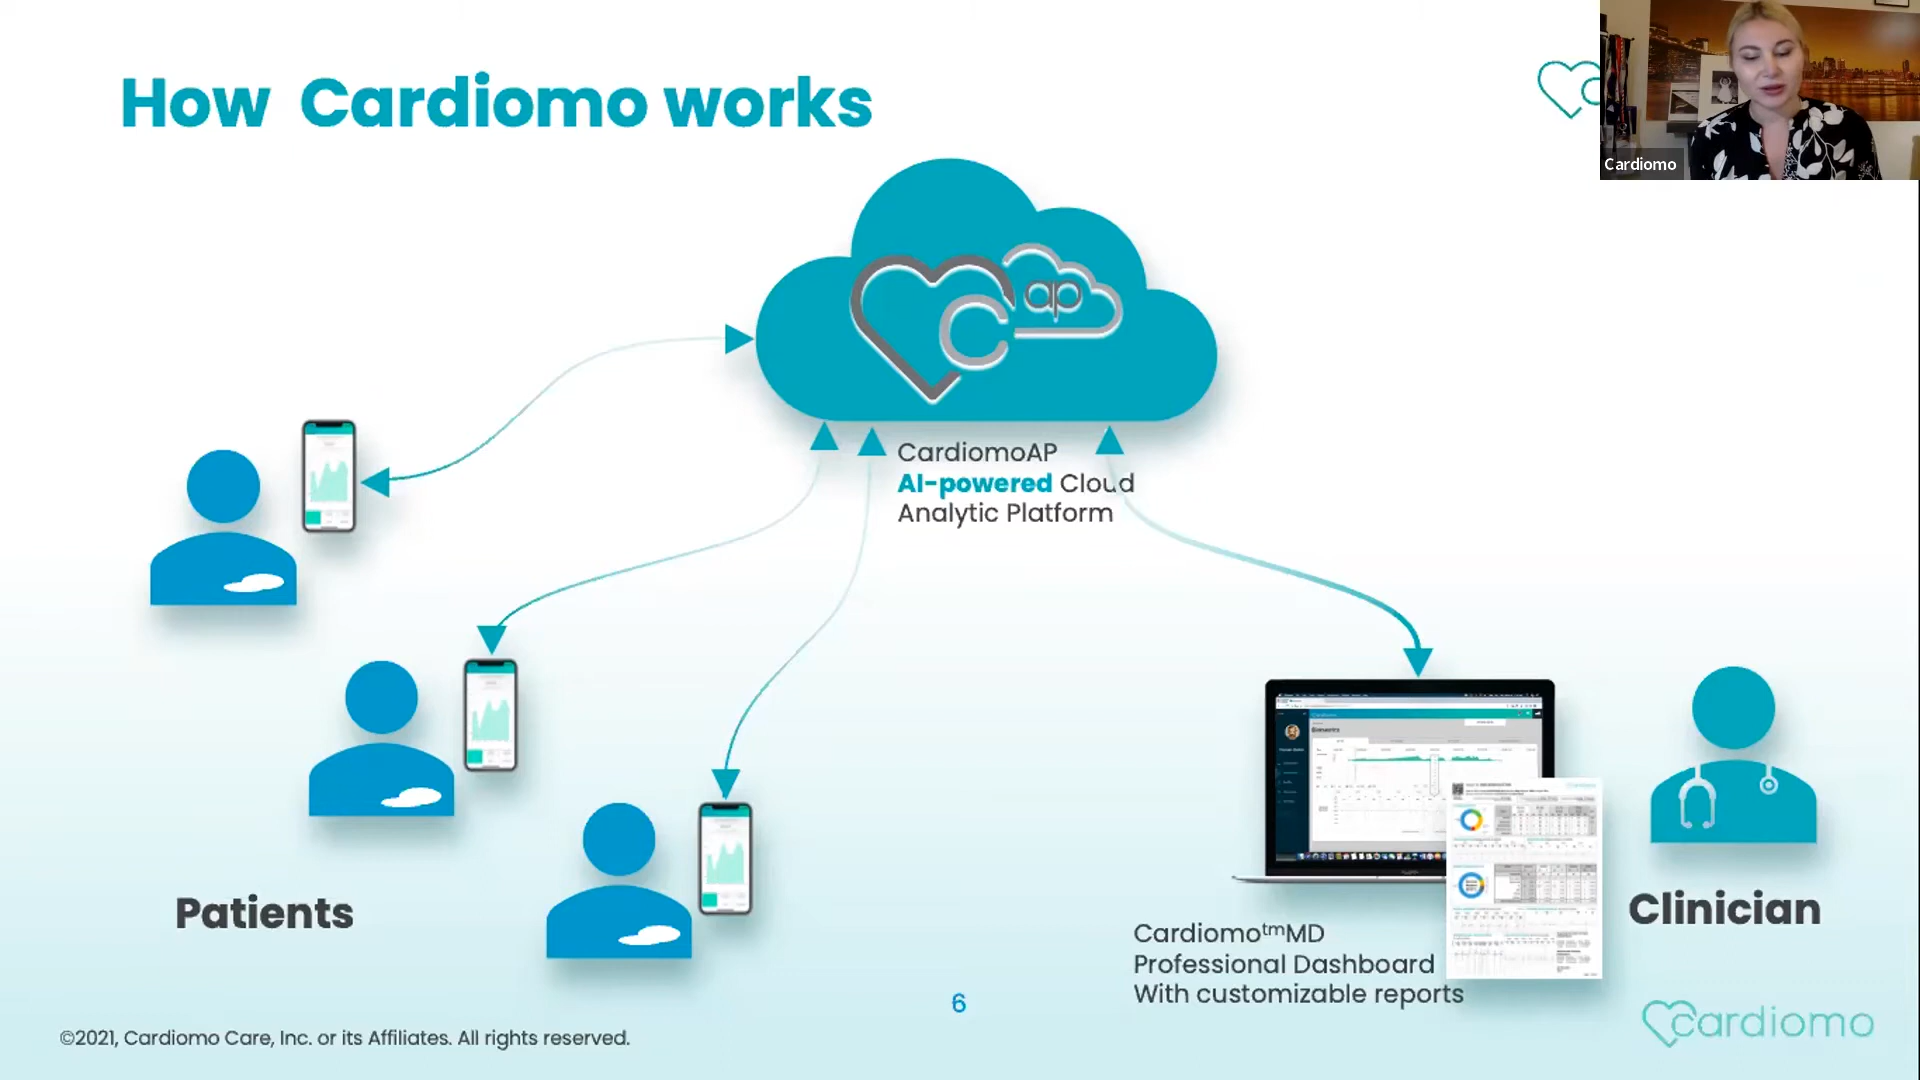 How Cardiomo works
Cardiomo
ap
CardiomoAP
AI-powered Cloud
Analytic Platform
Patients
Clinician
Cardiomo™MD
Professional Dashboard
With customizable reports
6
©2021, Cardiomo Care, Inc. or its Affiliates. All rights reserved.
cardiomo